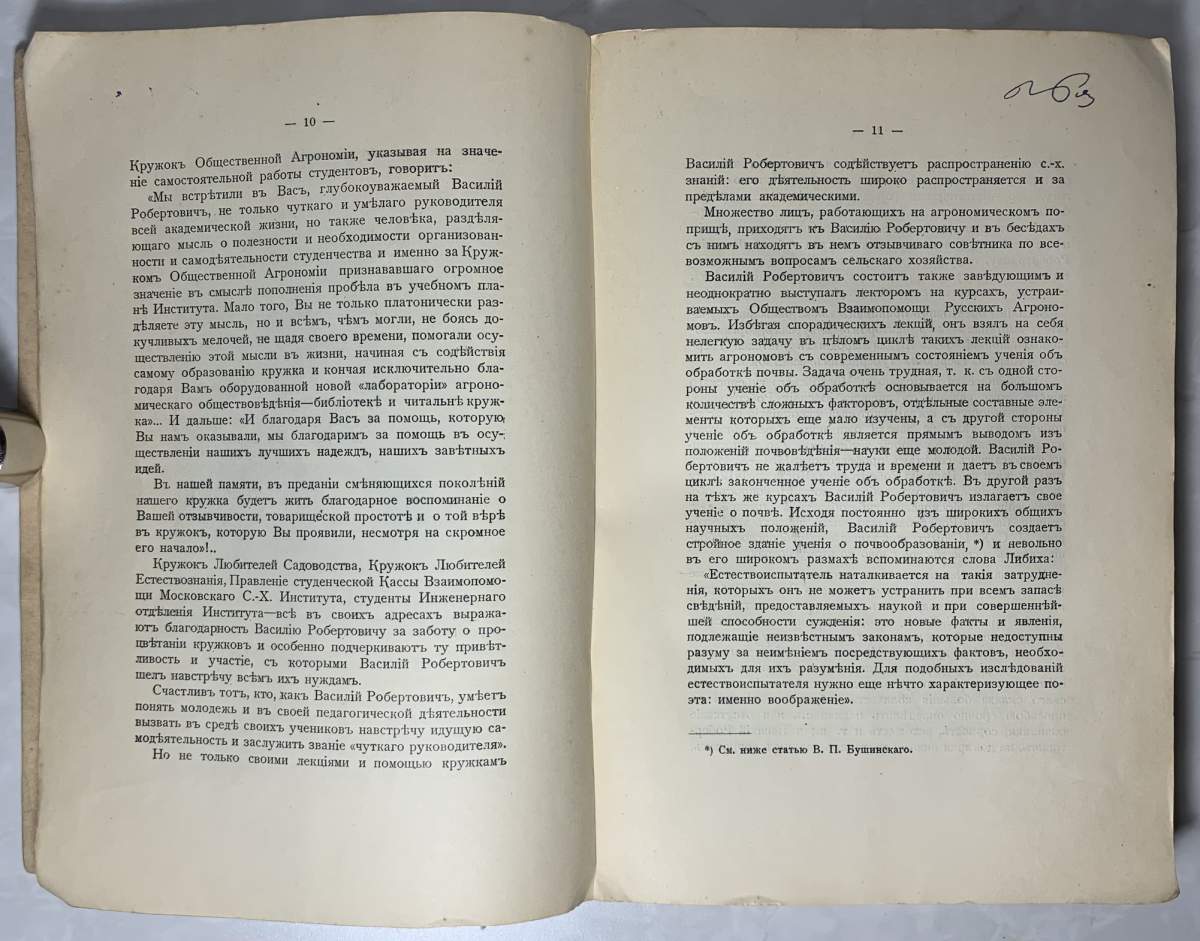 — 10 —
Кружокъ Общественной Агрономіи, указывая на значе-
ніе самостоятельной работы студентовъ, говоритъ:
«Мы встрѣтили въ Васъ, глубокоуважаемый Василій
Робертовичъ, не только чуткаго и умѣлаго руководителя
всей академической жизни, но также человѣка, раздѣля-
ющаго мысль о полезности и необходимости организован-
ности и самодѣятельности студенчества и именно за Круж-
комъ Общественной Агрономіи признававшаго огромное
значеніе въ смыслѣ пополненія пробѣла въ учебномъ пла-
нѣ Института. Мало того, Вы не только платонически раз-
дѣляете эту мысль, но и всѣмъ, чѣмъ могли, не боясь до-
кучливыхъ мелочей, не щадя своего времени, помогали осу-
ществленію этой мысли въ жизни, начиная съ содѣйствія
самому образованію кружка и кончая исключительно бла-
годаря Вамъ оборудованной новой «лабораторіи» агроно-
мическаго обществовѣдѣнія—библіотекѣ и читальнѣ круж-
ка»... И дальше: «И благодаря Васъ за помощь, которую
Вы намъ оказывали, мы благодаримъ за помощь въ осу-
ществленіи нашихъ лучшихъ надеждъ, нашихъ завѣтныхъ
идей.
Въ нашей памяти, въ преданіи смѣняющихся поколѣній
нашего кружка будетъ жить благодарное воспоминаніе о
Вашей отзывчивости, товарищеской простотѣ и о той вѣрѣ
въ кружокъ, которую Вы проявили, несмотря на скромное
его начало»!..
Кружокъ Любителей Садоводства, Кружокъ Любителей
Естествознанія, Правленіе студенческой Кассы Взаимопомо-
щи Московскаго С.-Х. Института, студенты Инженернаго
отдѣленія Института—всѣ въ своихъ адресахъ выражаю-
ютъ благодарность Василію Робертовичу за заботу о про-
цвѣтаніи кружковъ и особенно подчеркиваютъ ту привѣт-
ливость и участіе, съ которыми Василій Робертовичъ
шелъ навстрѣчу всѣмъ ихъ нуждамъ.
Счастливъ тотъ, кто, какъ Василій Робертовичъ, умѣетъ
понять молодежь и въ своей педагогической дѣятельности
вызвать въ средѣ своихъ учениковъ навстрѣчу идущую са-
модѣятельность и заслужить званіе «чуткаго руководителя».
Но не только своими лекціями и помощью кружкамъ
— 11 —
Василій Робертовичъ содѣйствуетъ распространенію с.-х.
знаній: его дѣятельность широко распространяется и за
предѣлами академическими.
Множество лицъ, работающихъ на агрономическомъ по-
прищѣ, приходятъ къ Василію Робертовичу и въ бесѣдахъ
съ нимъ находятъ въ немъ отзывчиваго совѣтника по все-
возможнымъ вопросамъ сельскаго хозяйства.
Василій Робертовичъ состоитъ также завѣдующимъ и
неоднократно выступалъ лекторомъ на курсахъ, устраи-
ваемыхъ Обществомъ Взаимопомощи Русскихъ Агроно-
мовъ. Избѣгая спорадическихъ лекцій, онъ взялъ на себя
нелегкую задачу въ цѣломъ циклѣ такихъ лекцій ознако-
мить агрономовъ съ современнымъ состояніемъ ученія объ
обработкѣ почвы. Задача очень трудная, т. к. съ одной сто-
роны ученіе объ обработкѣ основывается на большомъ
количествѣ сложныхъ факторовъ, отдѣльные составные эле-
менты которыхъ еще мало изучены, а съ другой стороны
ученіе объ обработкѣ является прямымъ выводомъ изъ
положеній почвовѣдѣнія—науки еще молодой. Василій Ро-
бертовичъ не жалѣетъ труда и времени и даетъ въ своемъ
циклѣ законченное ученіе объ обработкѣ. Въ другой разъ
на тѣхъ же курсахъ Василій Робертовичъ излагаетъ свое
ученіе о почвѣ. Исходя постоянно изъ широкихъ общихъ
научныхъ положеній, Василій Робертовичъ создаетъ
стройное зданіе ученія о почвообразованіи, *) и невольно
въ его широкомъ размахѣ вспоминаются слова Либиха:
«Естествоиспытатель наталкивается на такія затрудне-
нія, которыхъ онъ не можетъ устранить при всемъ запасѣ
свѣдѣній, предоставляемыхъ наукой и при совершеннѣй-
шей способности сужденія: это новые факты и явленія,
подлежащіе неизвѣстнымъ законамъ, которые недоступны
разуму за неимѣніемъ посредствующихъ фактовъ, необхо-
димыхъ для ихъ разумѣнія. Для подобныхъ изслѣдованій
естествоиспытателя нужно еще нѣчто характеризующее по-
эта: именно воображеніе».
*) См. ниже статью В. П. Бушинскаго.